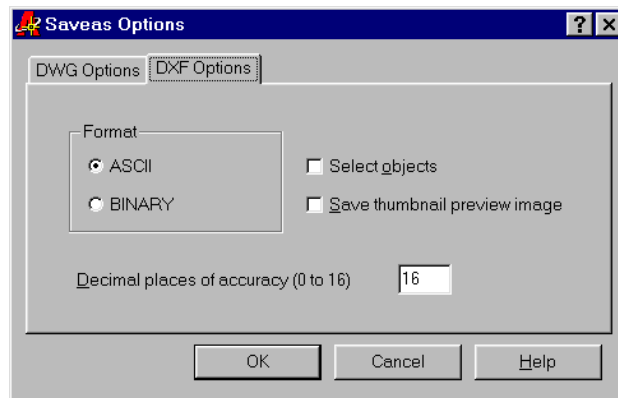 Saveas Options
DWG Options DXF Options
Format
ASCII
Select objects
BINARY
Save thumbnail preview image
Decimal places of accuracy (0 to 16) 16
OK Cancel Help